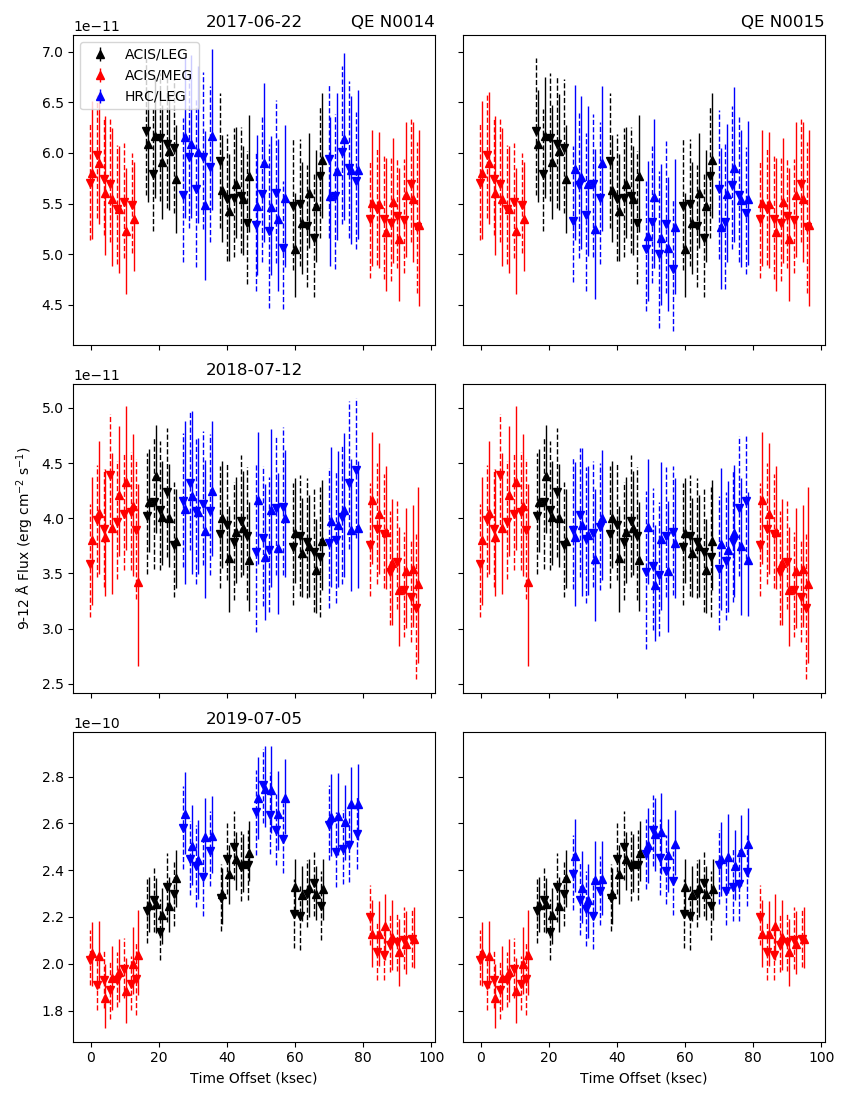 2017-06-22 QE N0014 QE N0015
1e−11
7.0
6.5
6.0
5.5
5.0
4.5
ACIS/LEG
ACIS/MEG
HRC/LEG
2018-07-12
1e−11
5.0
4.5
4.0
3.5
3.0
2.5
9-12 Å Flux (erg cm⁻² s⁻¹)
2019-07-05
1e−10
2.8
2.6
2.4
2.2
2.0
1.8
0 20 40 60 80 100 0 20 40 60 80 100
Time Offset (ksec) Time Offset (ksec)